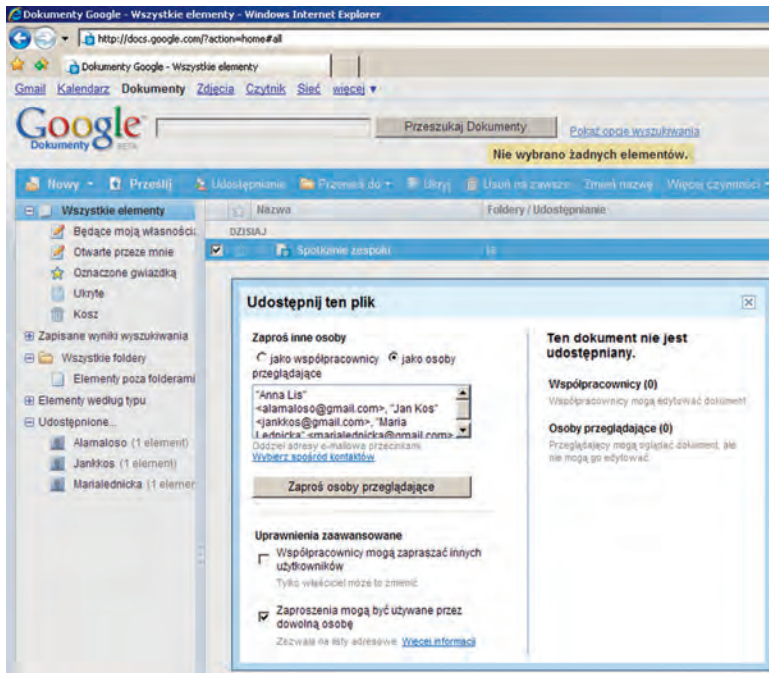 Dokumenty Google - Wszystkie elementy - Windows Internet Explorer
http://docs.google.com/?action=home#all
Dokumenty Google - Wszystkie elementy
Gmail Kalendarz Dokumenty Zdjęcia Czytnik Sieć więcej ▼
Google
Dokumenty BETA
Przeszukaj Dokumenty
Pokaż opcje wyszukiwania
Nie wybrano żadnych elementów.
Nowy Prześlij Udostępnianie Przenieś do Ukryj Usuń na zawsze Zmień nazwę Więcej czynności
Wszystkie elementy
Będące moją własnością
Otwarte przeze mnie
Oznaczone gwiazdką
Ukryte
Kosz
Zapisane wyniki wyszukiwania
Wszystkie foldery
Elementy poza folderami
Elementy według typu
Udostępnione...
Alamaloso (1 element)
Jankkos (1 element)
Marialednicka (1 elemer
Nazwa Foldery / Udostępnianie
DZISIAJ
Spotkanie zespołu ja
Udostępnij ten plik
Zaproś inne osoby
jako współpracownicy jako osoby
przeglądające
"Anna Lis"
<alamaloso@gmail.com>, "Jan Kos"
<jankkos@gmail.com>, "Maria
Lednicka" <marialednicka@gmail.com>
Oddziel adresy e-mailowe przecinkami.
Wybierz spośród kontaktów
Zaproś osoby przeglądające
Uprawnienia zaawansowane
Współpracownicy mogą zapraszać innych
użytkowników
Tylko właściciel może to zmienić
Zaproszenia mogą być używane przez
dowolną osobę
Zezwala na listy adresowe Więcej informacji
Ten dokument nie jest
udostępniany.
Współpracownicy (0)
Współpracownicy mogą edytować dokument
Osoby przeglądające (0)
Przeglądający mogą oglądać dokument, ale
nie mogą go edytować.